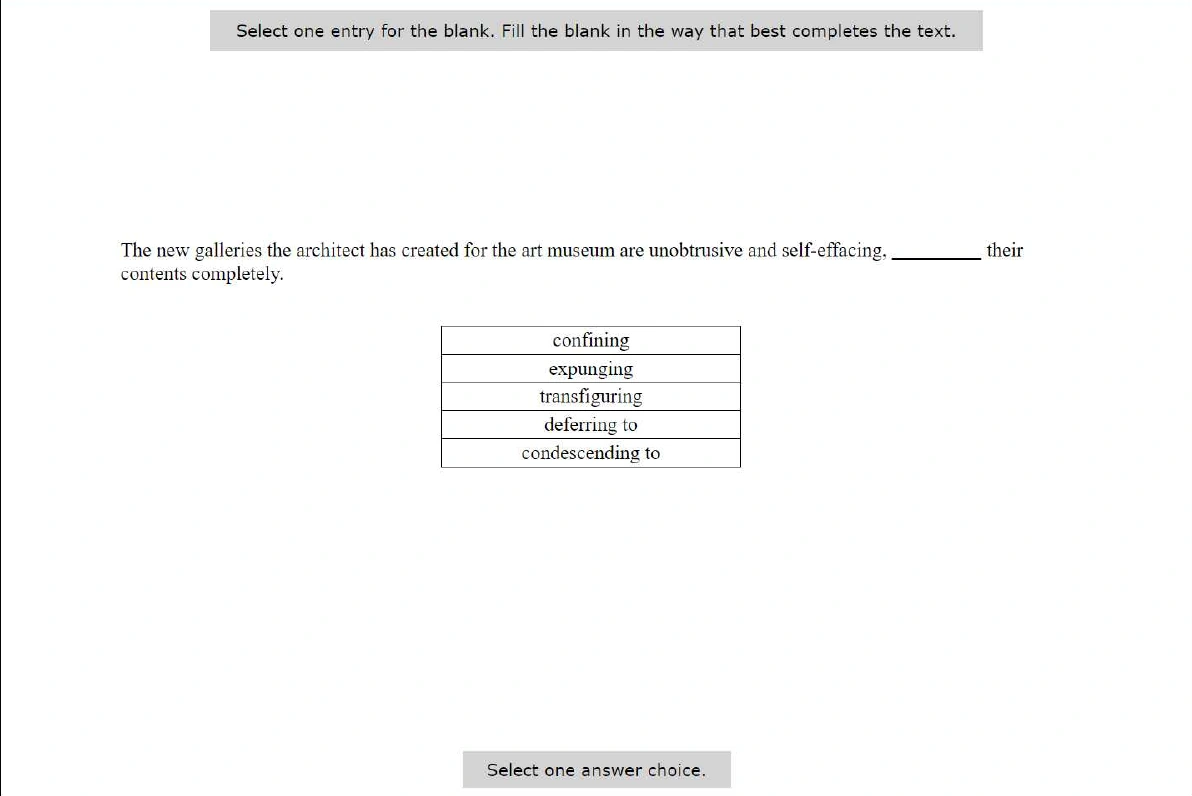 Select one entry for the blank. Fill the blank in the way that best completes the text.
The new galleries the architect has created for the art museum are unobtrusive and self-effacing, __________ their
contents completely.
confining
expunging
transfiguring
deferring to
condescending to
Select one answer choice.